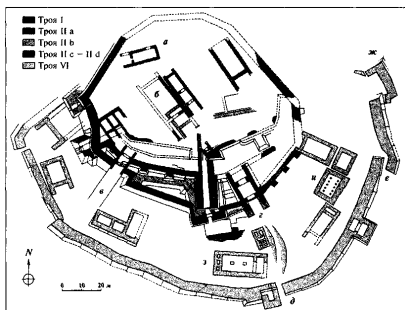 Троя I
Троя II a
Троя II b
Троя II c – II d
Троя VI
а
ж
б
и
е
в
г
N
з
0 10 20 м
д